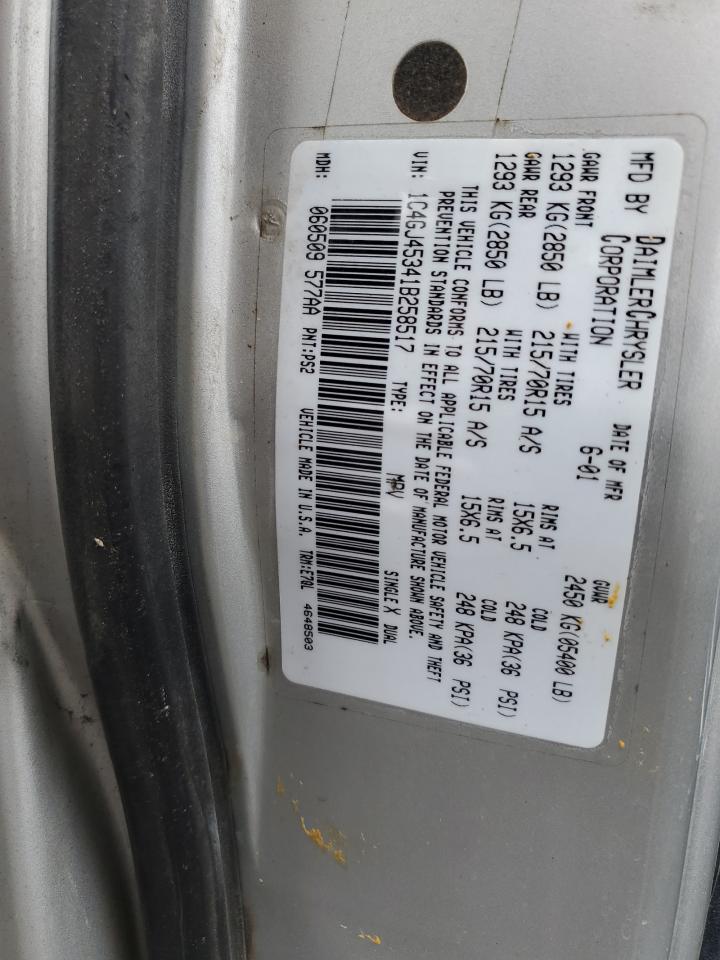 MFD BY DAIMLERCHRYSLER CORPORATION
DATE OF MFR 6-01
GVWR 2450 KG(05400 LB)
GAWR FRONT WITH TIRES RIMS AT COLD
1293 KG(2850 LB) 215/70R15 A/S 15X6.5 248 KPA(36 PSI)
GAWR REAR WITH TIRES RIMS AT COLD
1293 KG(2850 LB) 215/70R15 A/S 15X6.5 248 KPA(36 PSI)
THIS VEHICLE CONFORMS TO ALL APPLICABLE FEDERAL MOTOR VEHICLE SAFETY AND THEFT
PREVENTION STANDARDS IN EFFECT ON THE DATE OF MANUFACTURE SHOWN ABOVE.
VIN: 1C4GJ45341B258517 TYPE: MPV SINGLE X DUAL
MDH: 060509 577AA PNT:PS2 VEHICLE MADE IN U.S.A. TRM:E7AL 4648503